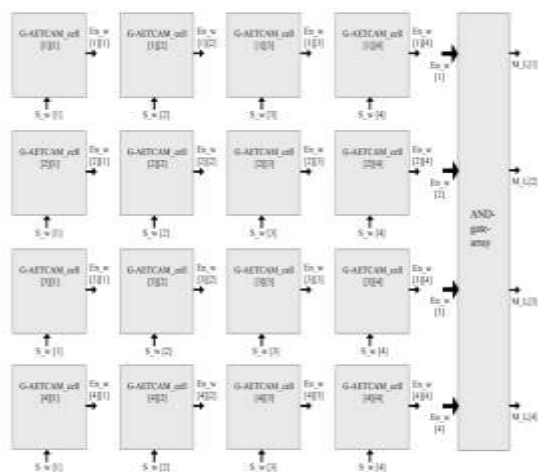 En_w En_w En_w En_w
G-AETCAM_cell G-AETCAM_cell G-AETCAM_cell G-AETCAM_cell
[1][1] [1][1] [1][2] [1][2] [1][3] [1][3] [1][4] [1][4]
En_w
[1]
M_L[1]
S_w [1] S_w [2] S_w [3] S_w [4]
En_w En_w En_w En_w
G-AETCAM_cell G-AETCAM_cell G-AETCAM_cell G-AETCAM_cell
[2][1] [2][1] [2][2] [2][2] [2][3] [2][3] [2][4] [2][4]
En_w
[2]
M_L[2]
AND-
gate-
array
S_w [1] S_w [2] S_w [3] S_w [4]
En_w En_w En_w En_w
G-AETCAM_cell G-AETCAM_cell G-AETCAM_cell G-AETCAM_cell
[3][1] [3][1] [3][2] [3][2] [3][3] [3][3] [3][4] [3][4]
En_w
[3]
M_L[3]
S_w [1] S_w [2] S_w [3] S_w [4]
En_w En_w En_w En_w
G-AETCAM_cell G-AETCAM_cell G-AETCAM_cell G-AETCAM_cell
[4][1] [4][1] [4][2] [4][2] [4][3] [4][3] [4][4] [4][4]
En_w
[4]
M_L[4]
S_w [1] S_w [2] S_w [3] S_w [4]